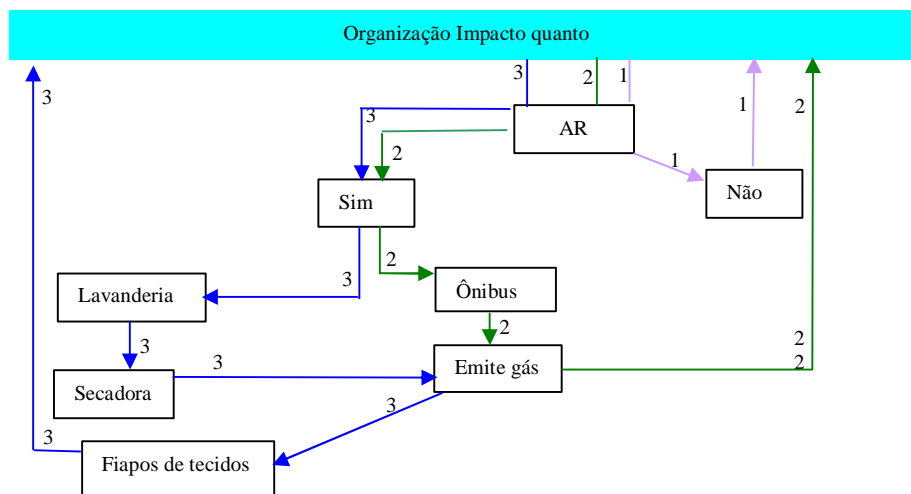 Organização Impacto quanto
3
2
1
3
3
2
AR
1
1
2
Não
Sim
2
3
Lavanderia
Ônibus
3
2
3
Emite gás
2
2
Secadora
3
3
Fiapos de tecidos